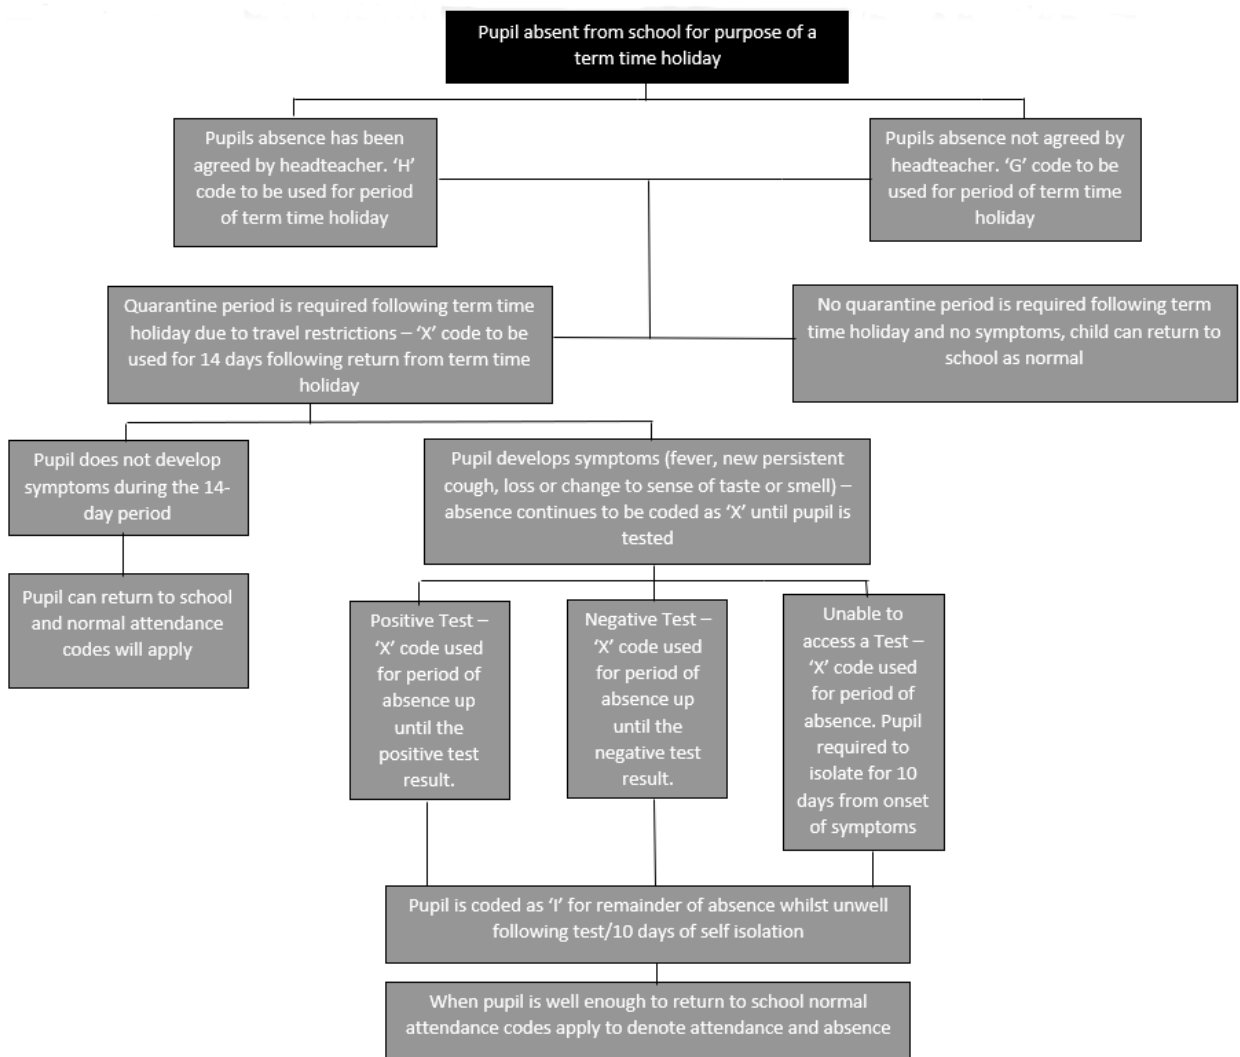 Pupil absent from school for purpose of a
term time holiday
Pupils absence has been
agreed by headteacher. ‘H’
code to be used for period
of term time holiday
Pupils absence not agreed by
headteacher. ‘G’ code to be
used for period of term time
holiday
Quarantine period is required following term time
holiday due to travel restrictions – ‘X’ code to be
used for 14 days following return from term time
holiday
No quarantine period is required following term
time holiday and no symptoms, child can return to
school as normal
Pupil does not develop
symptoms during the 14-
day period
Pupil develops symptoms (fever, new persistent
cough, loss or change to sense of taste or smell) –
absence continues to be coded as ‘X’ until pupil is
tested
Pupil can return to school
and normal attendance
codes will apply
Positive Test –
‘X’ code used
for period of
absence up
until the
positive test
result.
Negative Test –
‘X’ code used
for period of
absence up
until the
negative test
result.
Unable to
access a Test –
‘X’ code used
for period of
absence. Pupil
required to
isolate for 10
days from onset
of symptoms
Pupil is coded as ‘I’ for remainder of absence whilst unwell
following test/10 days of self isolation
When pupil is well enough to return to school normal
attendance codes apply to denote attendance and absence